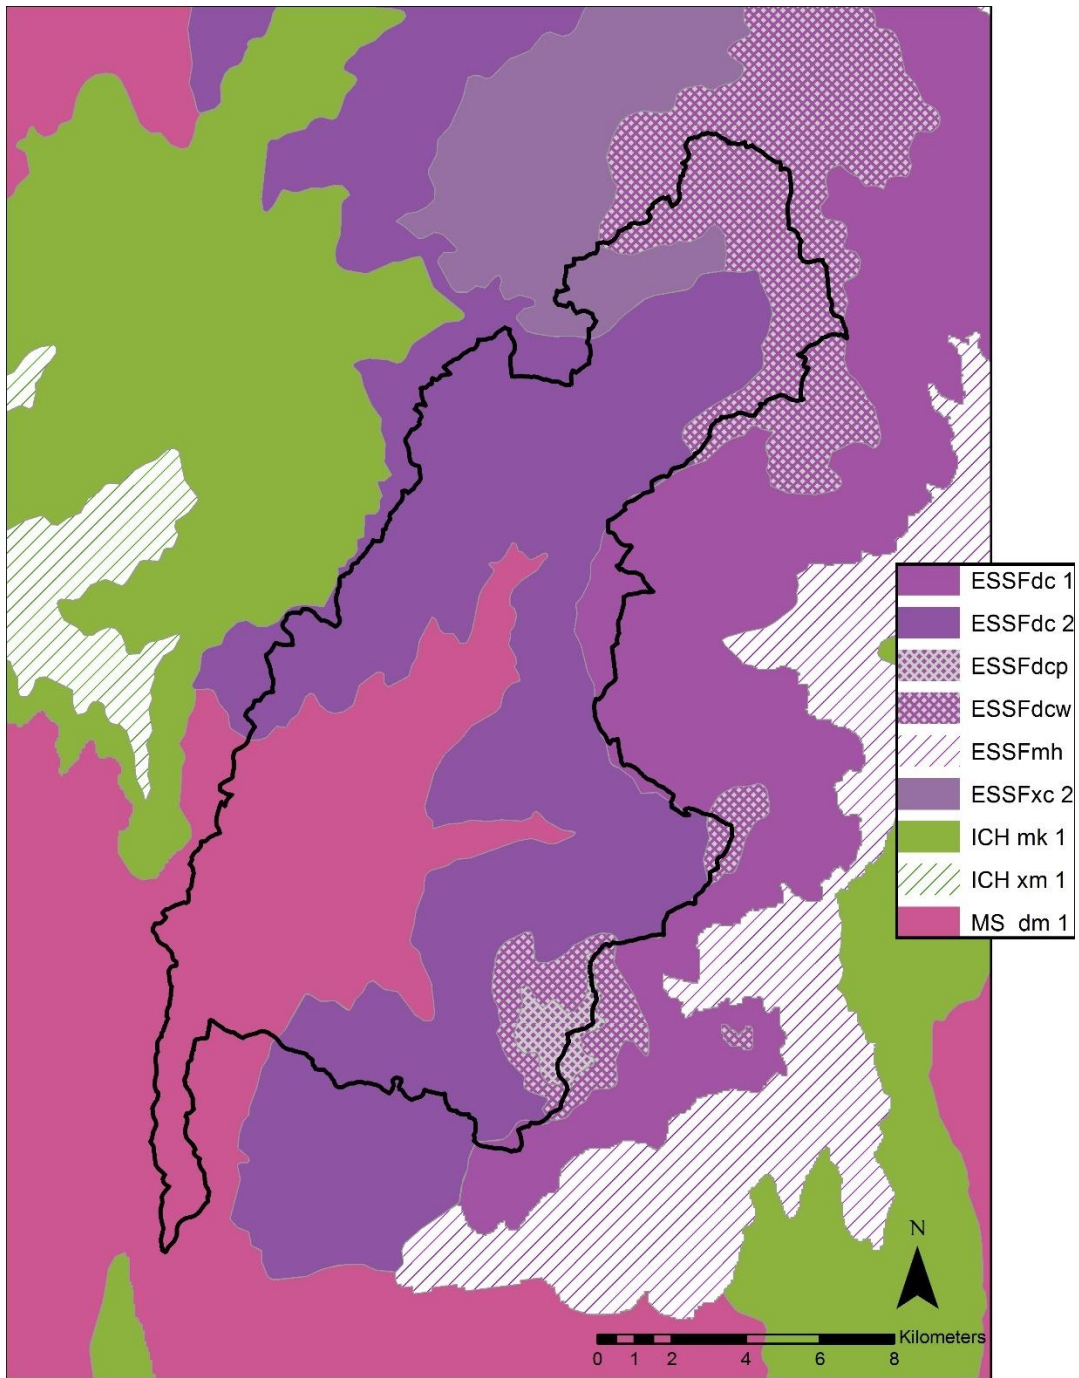 ESSFdc 1
ESSFdc 2
ESSFdcp
ESSFdcw
ESSFmh
ESSFxc 2
ICH mk 1
ICH xm 1
MS dm 1
N
Kilometers
0 1 2 4 6 8